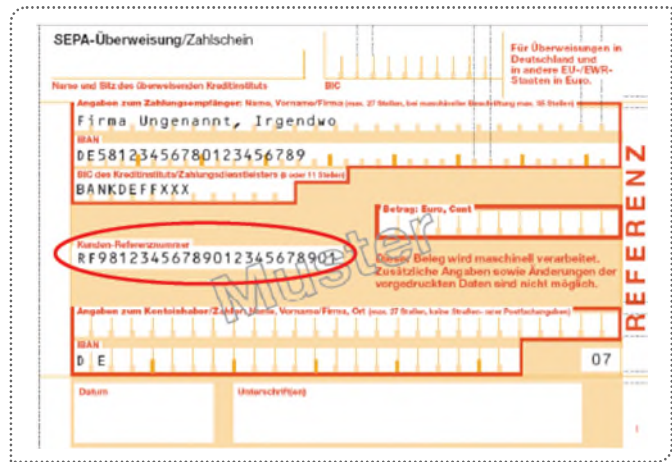 SEPA-Überweisung/Zahlschein
Für Überweisungen in
Deutschland und
in andere EU-/EWR-
Staaten in Euro.
Name und Sitz des überweisenden Kreditinstituts
BIC
Angaben zum Zahlungsempfänger: Name, Vorname/Firma (max. 27 Stellen, bei maschineller Beschriftung max. 35 Stellen)
Firma Ungenannt, Irgendwo
IBAN
DE58123456780123456789
BIC des Kreditinstituts/Zahlungsdienstleisters (8 oder 11 Stellen)
BANKDEFFXXX
Betrag: Euro, Cent
Kunden-Referenznummer
RF98123456789012345678901
Dieser Beleg wird maschinell verarbeitet.
Zusätzliche Angaben sowie Änderungen der
vorgedruckten Daten sind nicht möglich.
Muster
Angaben zum Kontoinhaber/Zahler: Name, Vorname/Firma, Ort (max. 27 Stellen, keine Straßen- oder Postfachangaben)
IBAN
DE
07
Datum
Unterschrift(en)
REFERENZ